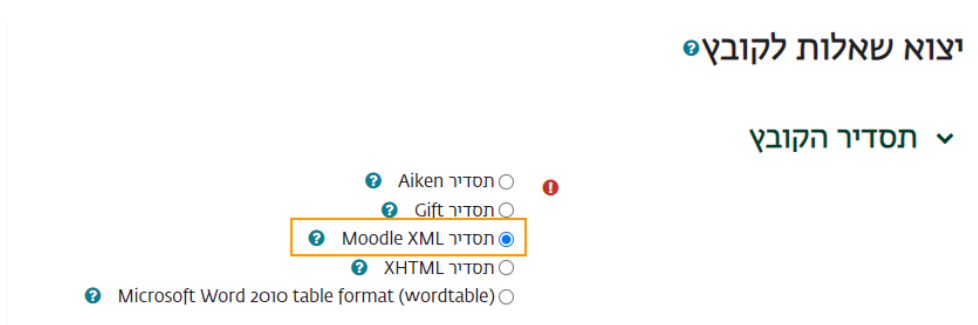 יצוא שאלות לקובץ
תסדיר הקובץ
תסדיר Aiken
תסדיר Gift
תסדיר Moodle XML
תסדיר XHTML
Microsoft Word 2010 table format (wordtable)